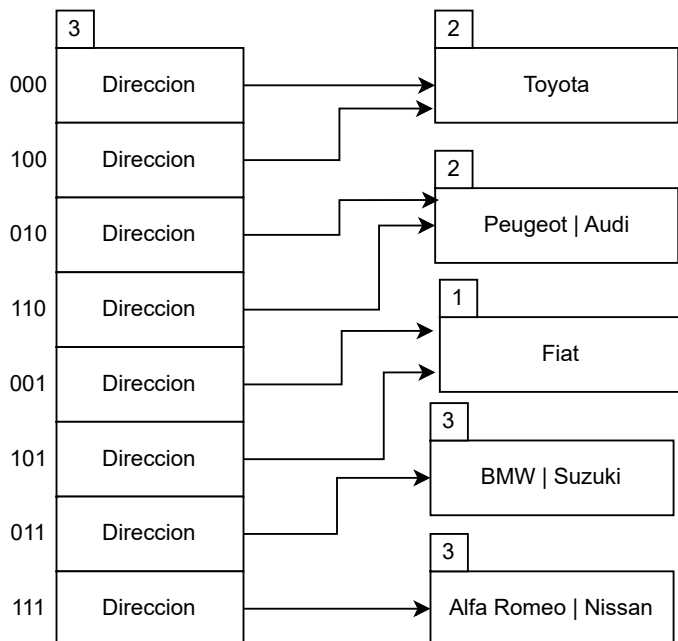 3
2
000
Direccion
Toyota
100
Direccion
2
010
Direccion
Peugeot | Audi
110
Direccion
1
001
Direccion
Fiat
101
Direccion
3
BMW | Suzuki
011
Direccion
3
111
Direccion
Alfa Romeo | Nissan